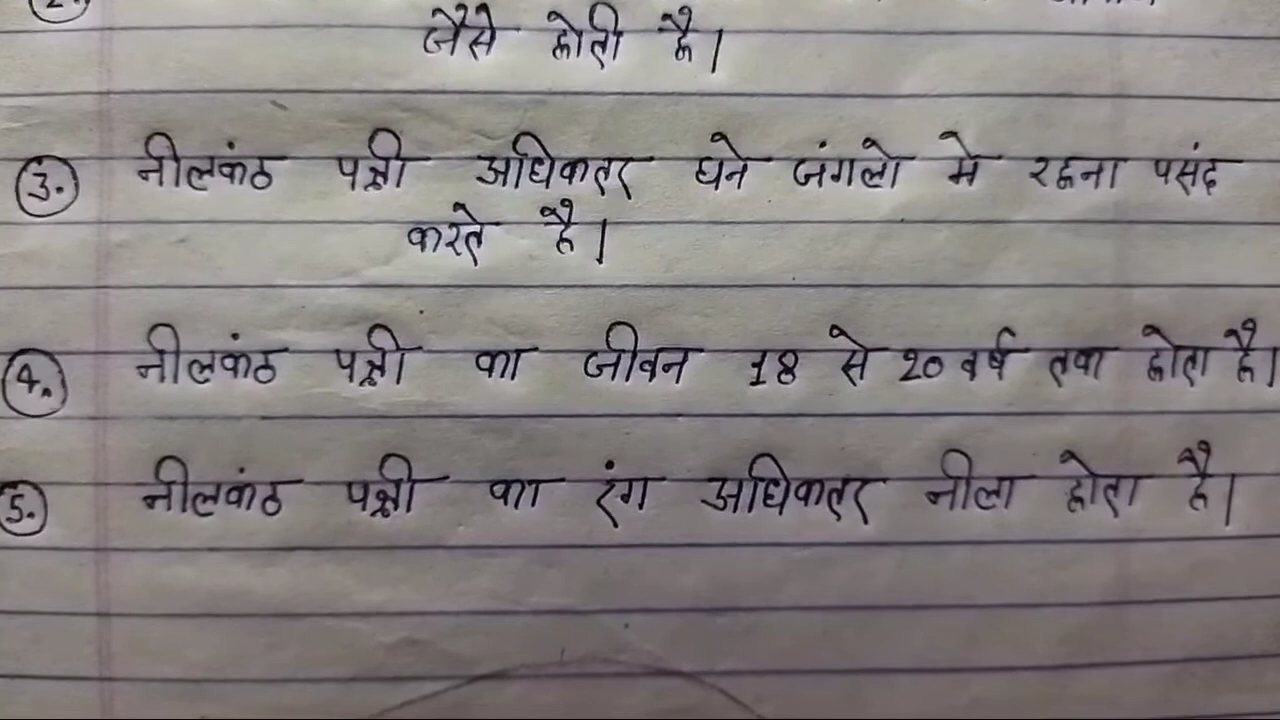 2.
जैसे होती है।
3. नीलकंठ पक्षी अधिकतर घने जंगलो मे रहना पसंद
करते है।
4. नीलकंठ पक्षी का जीवन 18 से 20 वर्ष तक होता है।
5. नीलकंठ पक्षी का रंग अधिकतर नीला होता है।